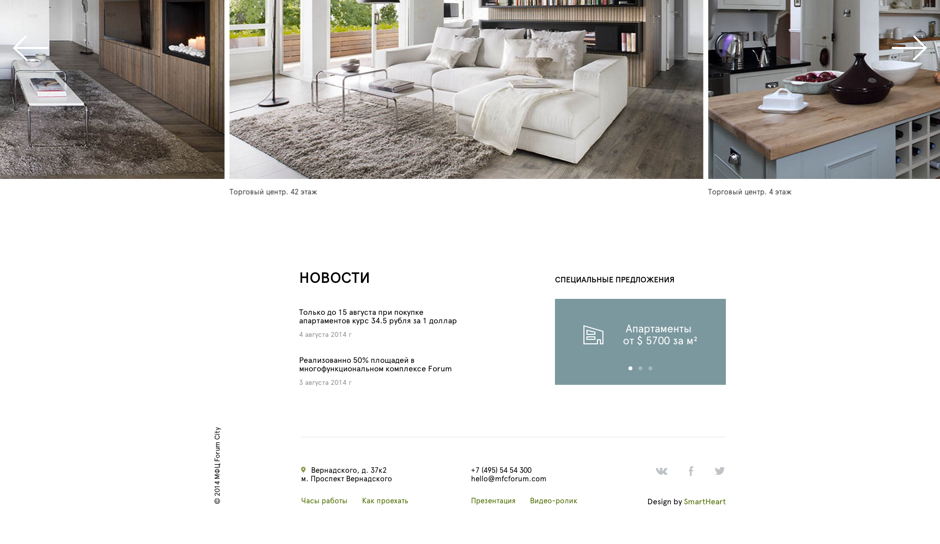 Торговый центр. 42 этаж
Торговый центр. 4 этаж
НОВОСТИ
Только до 15 августа при покупке
апартаментов курс 34.5 рубля за 1 доллар
4 августа 2014 г
Реализованно 50% площадей в
многофункциональном комплексе Forum
3 августа 2014 г
СПЕЦИАЛЬНЫЕ ПРЕДЛОЖЕНИЯ
Апартаменты
от $ 5700 за м²
© 2014 МФЦ Forum City
Вернадского, д. 37к2
м. Проспект Вернадского
Часы работы Как проехать
+7 (495) 54 54 300
hello@mfcforum.com
Презентация Видео-ролик
Design by SmartHeart